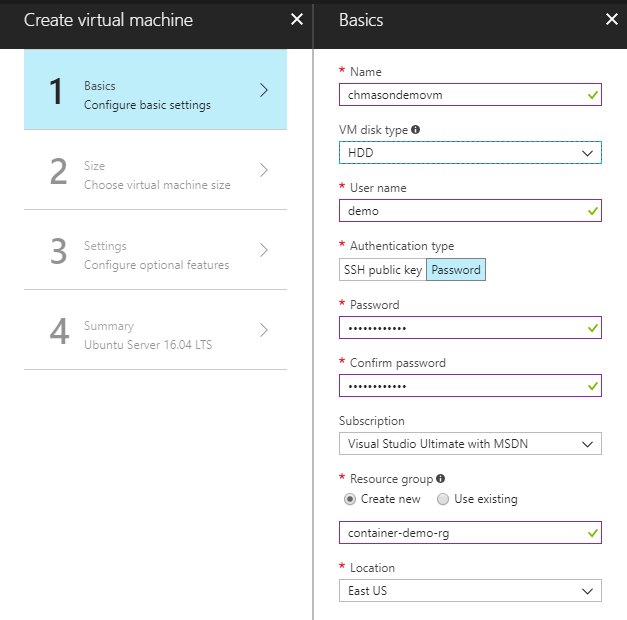 Create virtual machine
1
Basics
Configure basic settings
2
Size
Choose virtual machine size
3
Settings
Configure optional features
4
Summary
Ubuntu Server 16.04 LTS
Basics
* Name
chmasondemovm
VM disk type
HDD
* User name
demo
* Authentication type
SSH public key Password
* Password
••••••••••••
* Confirm password
••••••••••••
Subscription
Visual Studio Ultimate with MSDN
* Resource group
Create new Use existing
container-demo-rg
* Location
East US